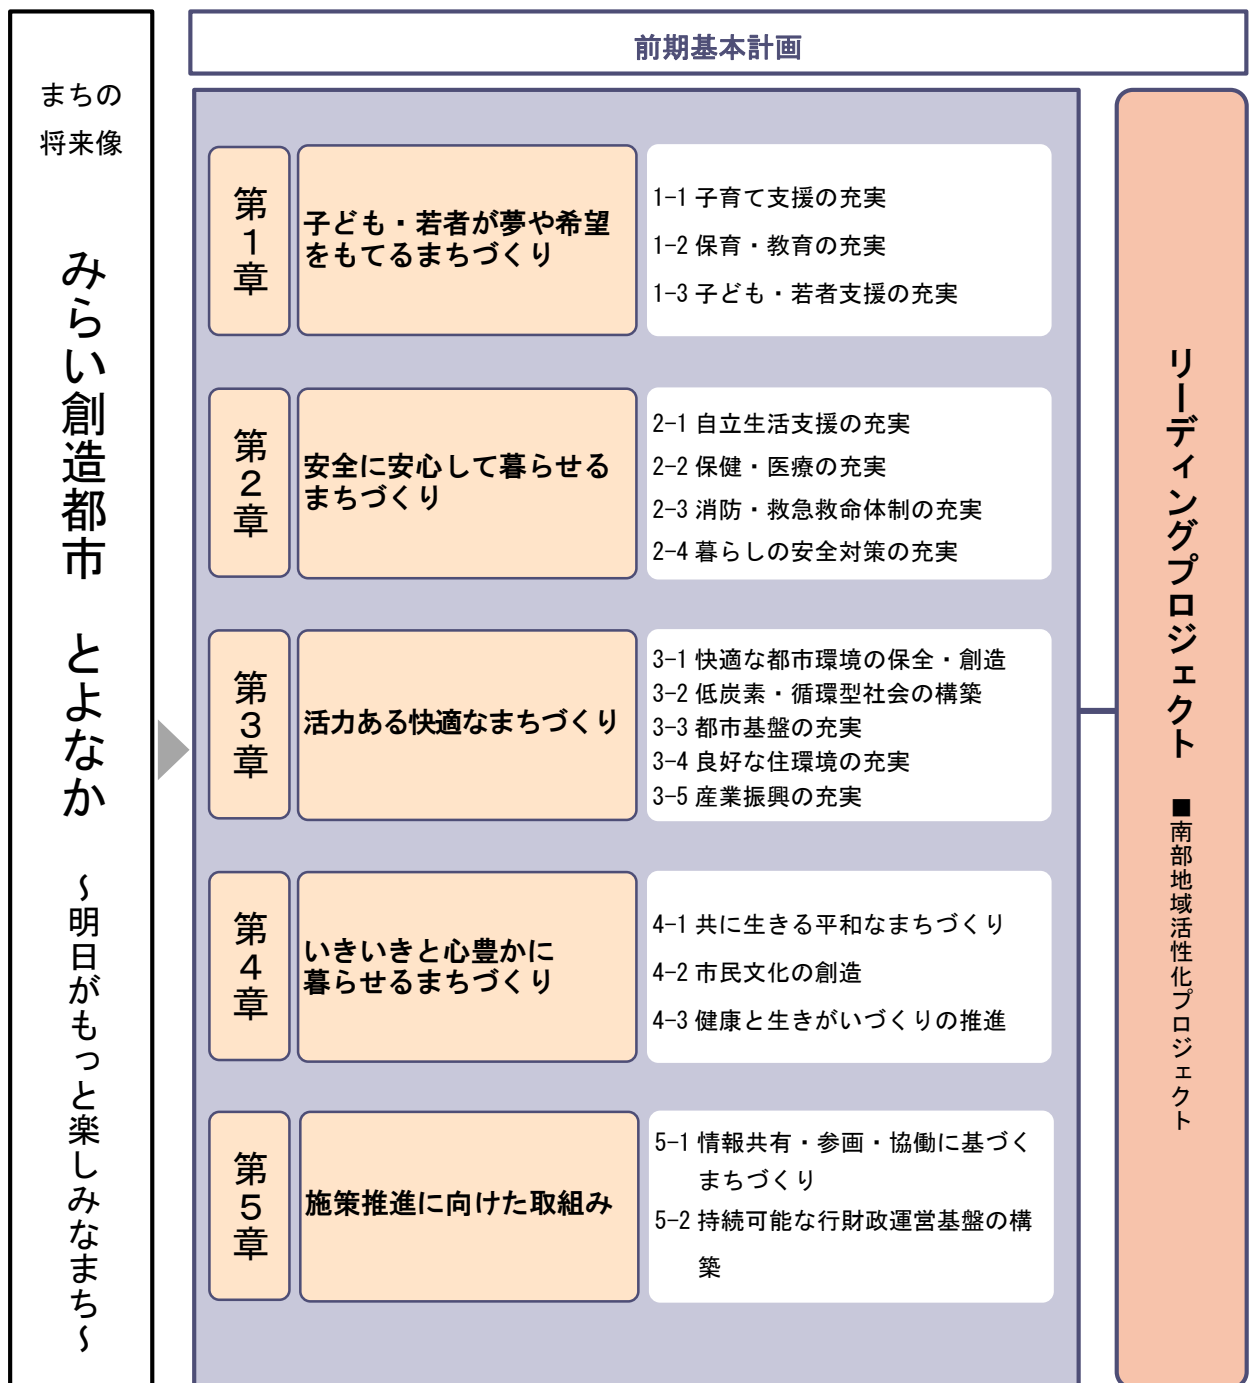 まちの
将来像
みらい創造都市　とよなか
～明日がもっと楽しみなまち～
前期基本計画
第1章
子ども・若者が夢や希望
をもてるまちづくり
1-1 子育て支援の充実
1-2 保育・教育の充実
1-3 子ども・若者支援の充実
第2章
安全に安心して暮らせる
まちづくり
2-1 自立生活支援の充実
2-2 保健・医療の充実
2-3 消防・救急救命体制の充実
2-4 暮らしの安全対策の充実
第3章
活力ある快適なまちづくり
3-1 快適な都市環境の保全・創造
3-2 低炭素・循環型社会の構築
3-3 都市基盤の充実
3-4 良好な住環境の充実
3-5 産業振興の充実
第4章
いきいきと心豊かに
暮らせるまちづくり
4-1 共に生きる平和なまちづくり
4-2 市民文化の創造
4-3 健康と生きがいづくりの推進
第5章
施策推進に向けた取組み
5-1 情報共有・参画・協働に基づく
まちづくり
5-2 持続可能な行財政運営基盤の構
築
リーディングプロジェクト
■南部地域活性化プロジェクト